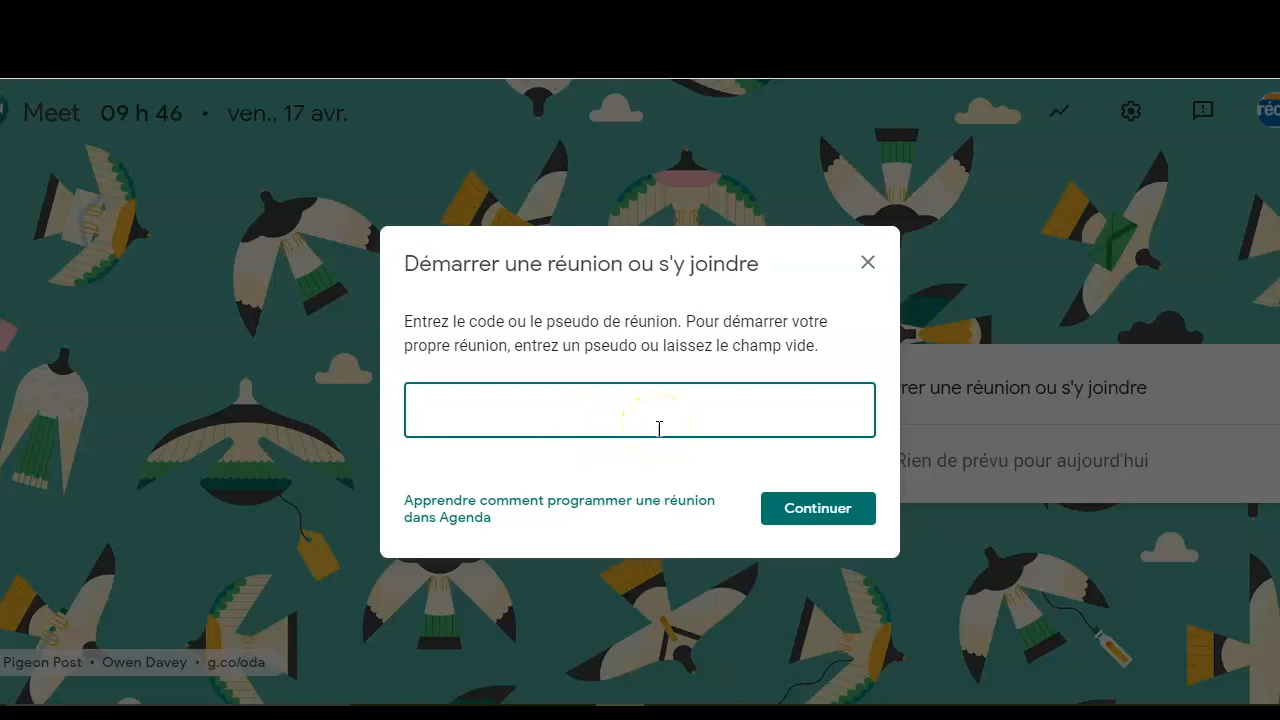 Meet 09 h 46 • ven., 17 avr.
Démarrer une réunion ou s'y joindre
Entrez le code ou le pseudo de réunion. Pour démarrer votre
propre réunion, entrez un pseudo ou laissez le champ vide.
rer une réunion ou s'y joindre
Rien de prévu pour aujourd'hui
Apprendre comment programmer une réunion
dans Agenda
Continuer
Pigeon Post • Owen Davey • g.co/oda